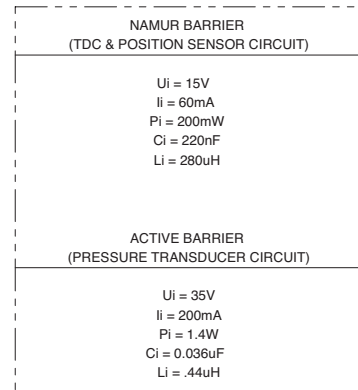 NAMUR BARRIER
(TDC & POSITION SENSOR CIRCUIT)
Ui = 15V
Ii = 60mA
Pi = 200mW
Ci = 220nF
Li = 280uH
ACTIVE BARRIER
(PRESSURE TRANSDUCER CIRCUIT)
Ui = 35V
Ii = 200mA
Pi = 1.4W
Ci = 0.036uF
Li = .44uH